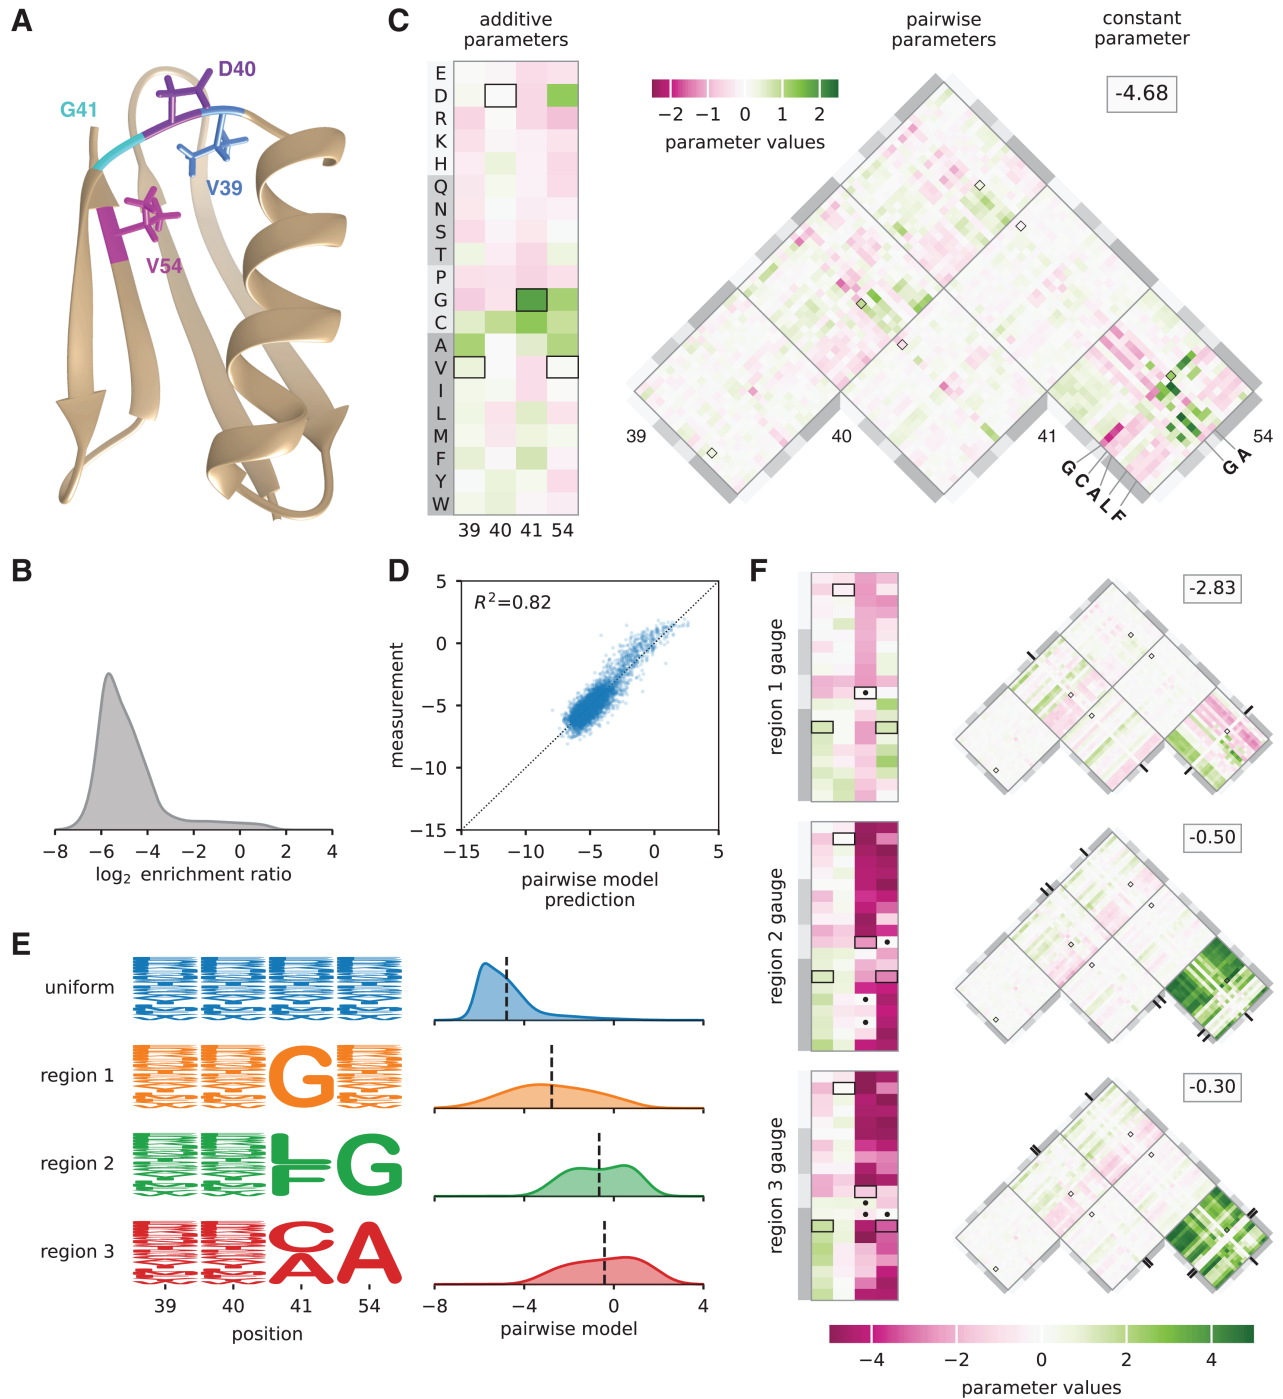 A
D40
G41
V39
V54
C
additive
parameters
E
D
R
K
H
Q
N
S
T
P
G
C
A
V
I
L
M
F
Y
W
39 40 41 54
pairwise
parameters
constant
parameter
-4.68
−2 −1 0 1 2
parameter values
39
40
41
54
G C A L F
G A
B
−8 −6 −4 −2 0 2 4
log2 enrichment ratio
D
R2=0.82
5
0
−5
−10
−15
measurement
−15 −10 −5 0 5
pairwise model
prediction
E
uniform
region 1
G
region 2
L
F
G
region 3
C
A
A
39 40 41 54
position
−8 −4 0 4
pairwise model
F
region 1 gauge
-2.83
region 2 gauge
-0.50
region 3 gauge
-0.30
−4 −2 0 2 4
parameter values